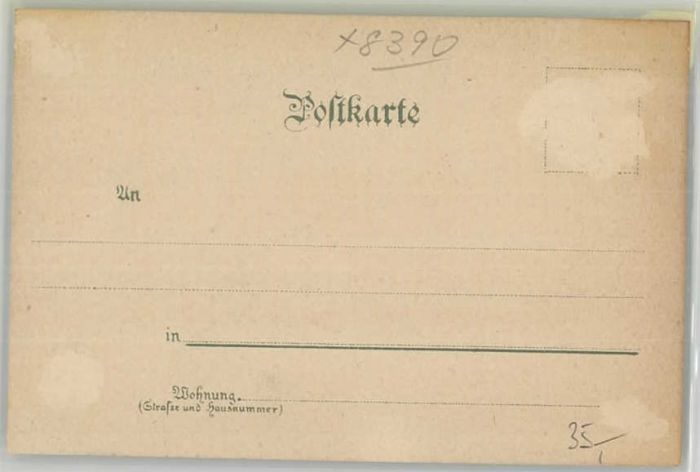 x8390
Postkarte
An
in
Wohnung.
(Straße und Hausnummer)
35,-